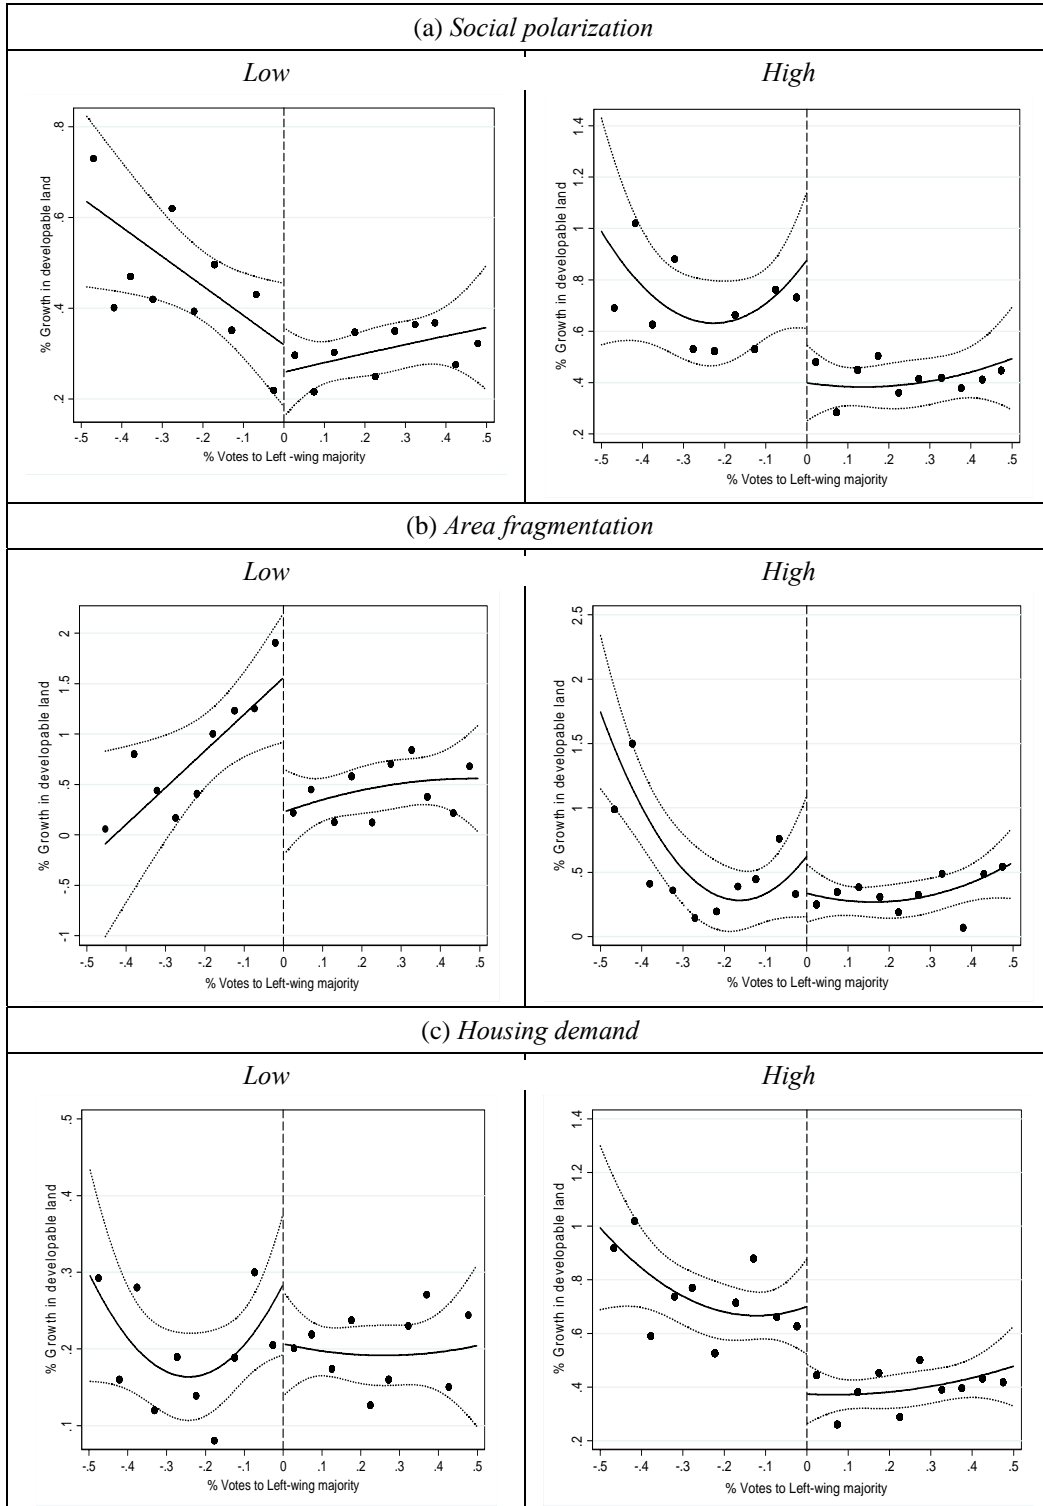 (a) Social polarization
Low
High
% Growth in developable land
.8
.6
.4
.2
-.5 -.4 -.3 -.2 -.1 0 .1 .2 .3 .4 .5
% Votes to Left -wing majority
% Growth in developable land
1.4
1.2
1
.8
.6
.4
.2
-.5 -.4 -.3 -.2 -.1 0 .1 .2 .3 .4 .5
% Votes to Left-wing majority
(b) Area fragmentation
Low
High
% Growth in developable land
2
1.5
1
.5
0
-.5
-1
-.5 -.4 -.3 -.2 -.1 0 .1 .2 .3 .4 .5
% Votes to Left-wing majority
% Growth in developable land
2.5
2
1.5
1
.5
0
-.5 -.4 -.3 -.2 -.1 0 .1 .2 .3 .4 .5
% Votes to Left-wing majority
(c) Housing demand
Low
High
% Growth in developable land
.5
.4
.3
.2
.1
-.5 -.4 -.3 -.2 -.1 0 .1 .2 .3 .4 .5
% Votes to Left-wing majority
% Growth in developable land
1.4
1.2
1
.8
.6
.4
.2
-.5 -.4 -.3 -.2 -.1 0 .1 .2 .3 .4 .5
% Votes to Left-wing majority